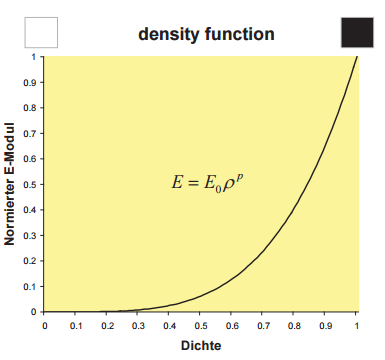 density function
Normierter E-Modul
1
0.9
0.8
0.7
0.6
0.5
0.4
0.3
0.2
0.1
0
E = E₀ρᵖ
0 0.1 0.2 0.3 0.4 0.5 0.6 0.7 0.8 0.9 1
Dichte